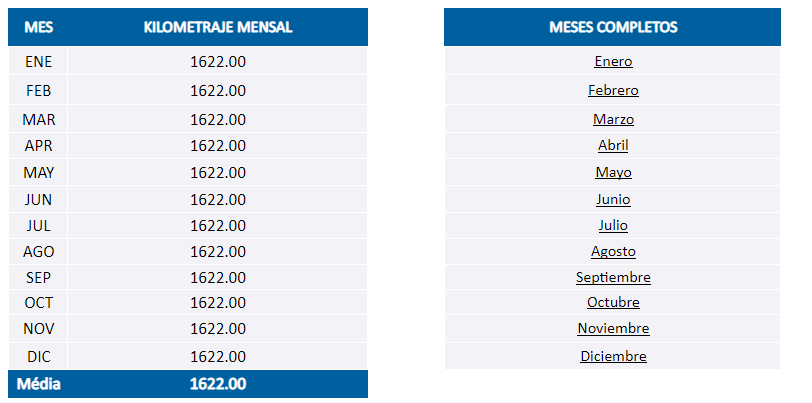 MES KILOMETRAJE MENSAL
ENE 1622.00
FEB 1622.00
MAR 1622.00
APR 1622.00
MAY 1622.00
JUN 1622.00
JUL 1622.00
AGO 1622.00
SEP 1622.00
OCT 1622.00
NOV 1622.00
DIC 1622.00
Média 1622.00
MESES COMPLETOS
Enero
Febrero
Marzo
Abril
Mayo
Junio
Julio
Agosto
Septiembre
Octubre
Noviembre
Diciembre